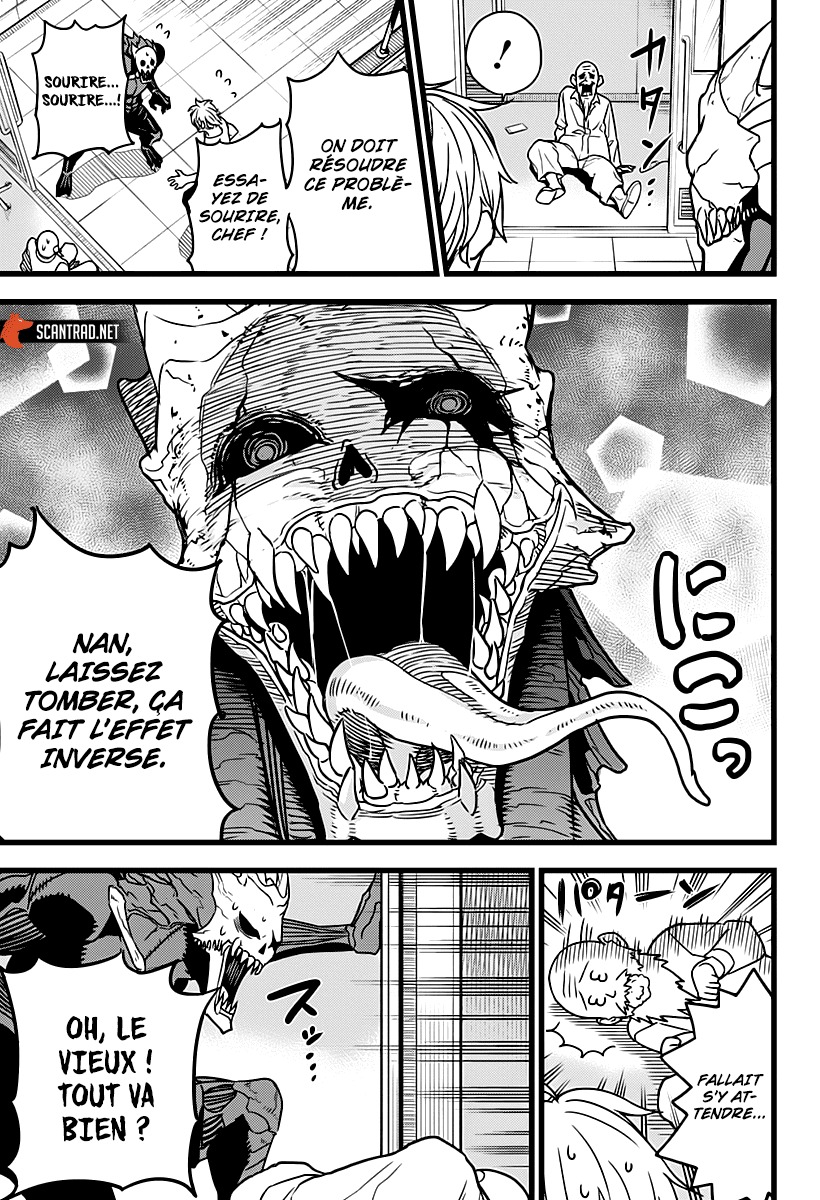 !
カタン…
ON DOIT
RÉSOUDRE
CE PROBLÈ-
ME.
ESSA-
YEZ DE
SOURIRE,
CHEF !
SOURIRE...
SOURIRE...!
SCANTRAD.NET
にこっ
NAN,
LAISSEZ
TOMBER, ÇA
FAIT L'EFFET
INVERSE.
パターン
FALLAIT
S'Y AT-
TENDRE...
ズッ…
OH, LE
VIEUX !
TOUT VA
BIEN ?